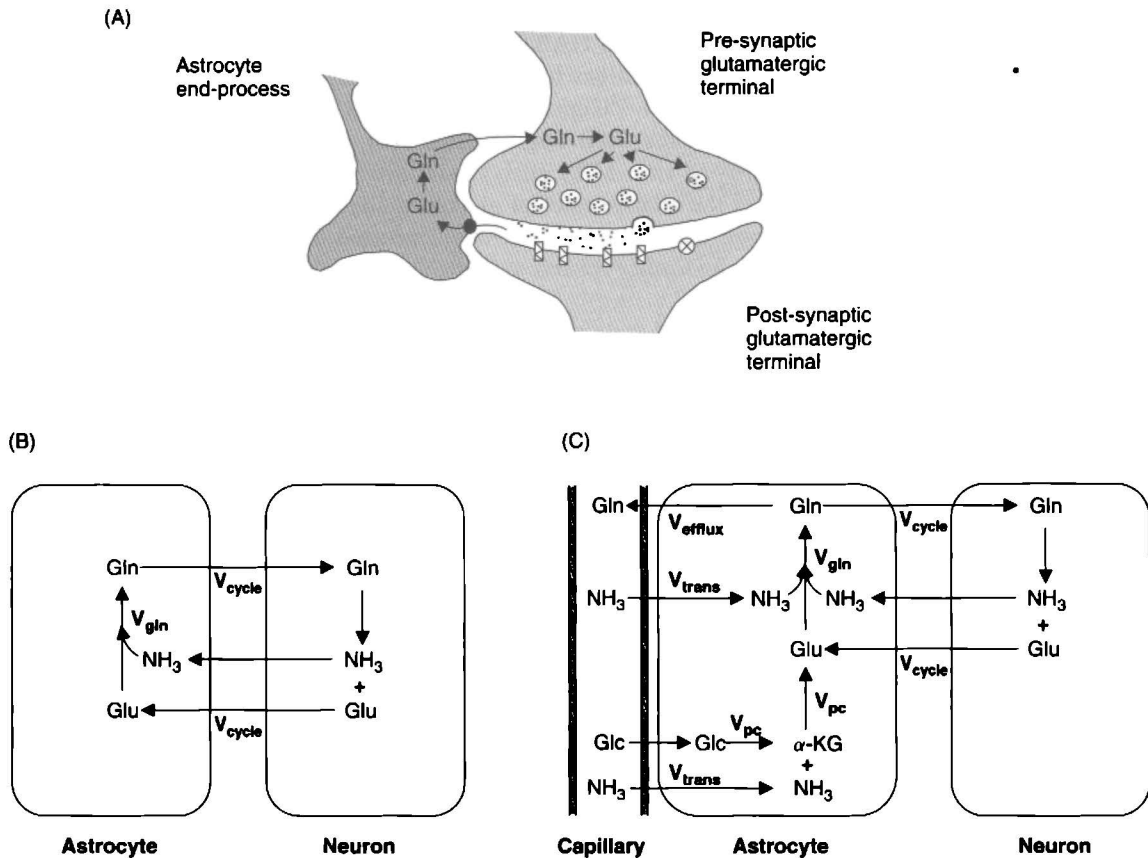 (A)
Astrocyte
end-process
Pre-synaptic
glutamatergic
terminal
Gln → Glu
Gln
Glu
Post-synaptic
glutamatergic
terminal
(B)
Gln
V_cycle
Gln
V_gln
NH₃
NH₃
+
Glu
V_cycle
Glu
Astrocyte
Neuron
(C)
Gln
V_efflux
Gln
V_cycle
Gln
V_gln
NH₃
V_trans
NH₃
NH₃
NH₃
+
Glu
V_cycle
Glu
V_pc
Glc
Glc
V_pc
α-KG
+
NH₃
V_trans
NH₃
Capillary
Astrocyte
Neuron